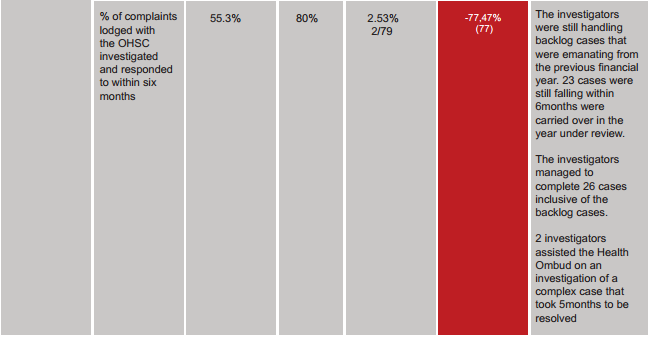 % of complaints
lodged with
the OHSC
investigated
and responded
to within six
months
55.3%
80%
2.53%
2/79
-77,47%
(77)
The investigators
were still handling
backlog cases that
were emanating from
the previous financial
year. 23 cases were
still falling within
6months were
carried over in the
year under review.
The investigators
managed to
complete 26 cases
inclusive of the
backlog cases.
2 investigators
assisted the Health
Ombud on an
investigation of a
complex case that
took 5months to be
resolved